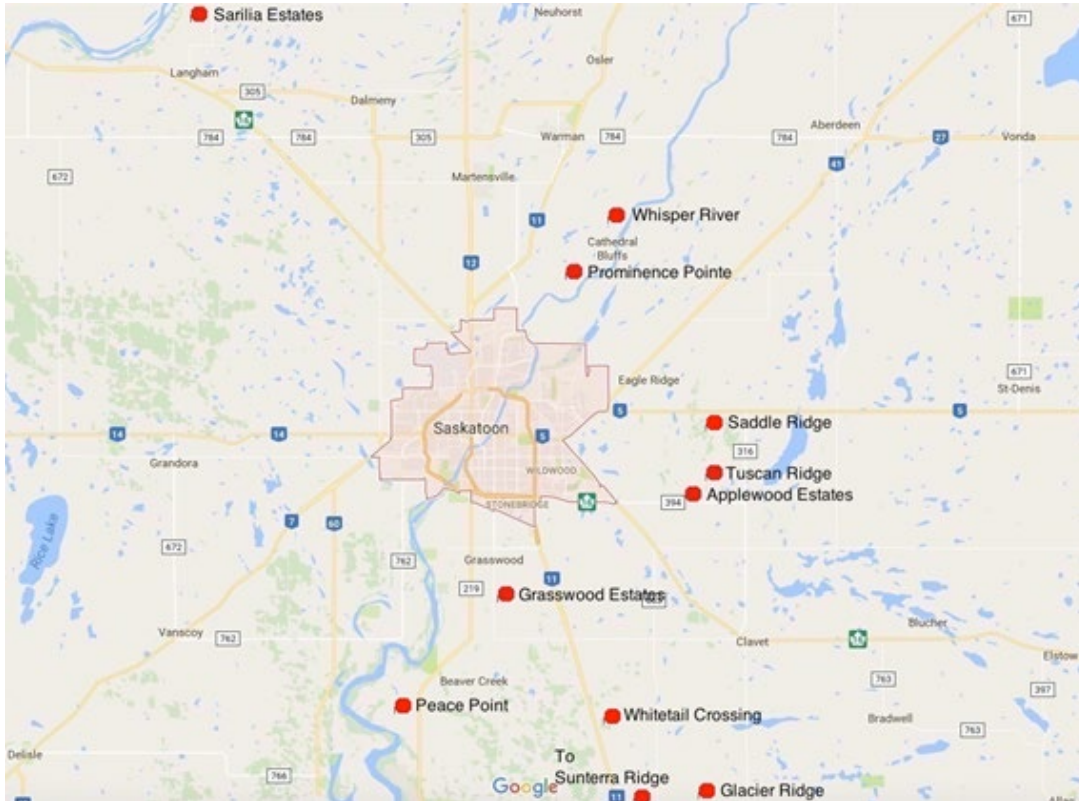 Sarilia Estates
Neuhorst
671
Langham
Osler
305
Dalmeny
16
784
784
305
Warman
784
784
Aberdeen
27
Vonda
41
672
Martensville
11
Whisper River
Cathedral
Bluffs
12
Prominence Pointe
Eagle Ridge
671
St-Denis
5
5
14
14
Saskatoon
5
Saddle Ridge
316
Grandora
WILDWOOD
Tuscan Ridge
Applewood Estates
394
16
STONEBRIDGE
Rice Lake
7
60
672
762
Grasswood
219
11
Grasswood Estates
Vanscoy
762
Blucher
Clavet
16
Elstow
763
397
Beaver Creek
Peace Point
Whitetail Crossing
Bradwell
763
Delisle
766
To
Sunterra Ridge
Google
11
Glacier Ridge